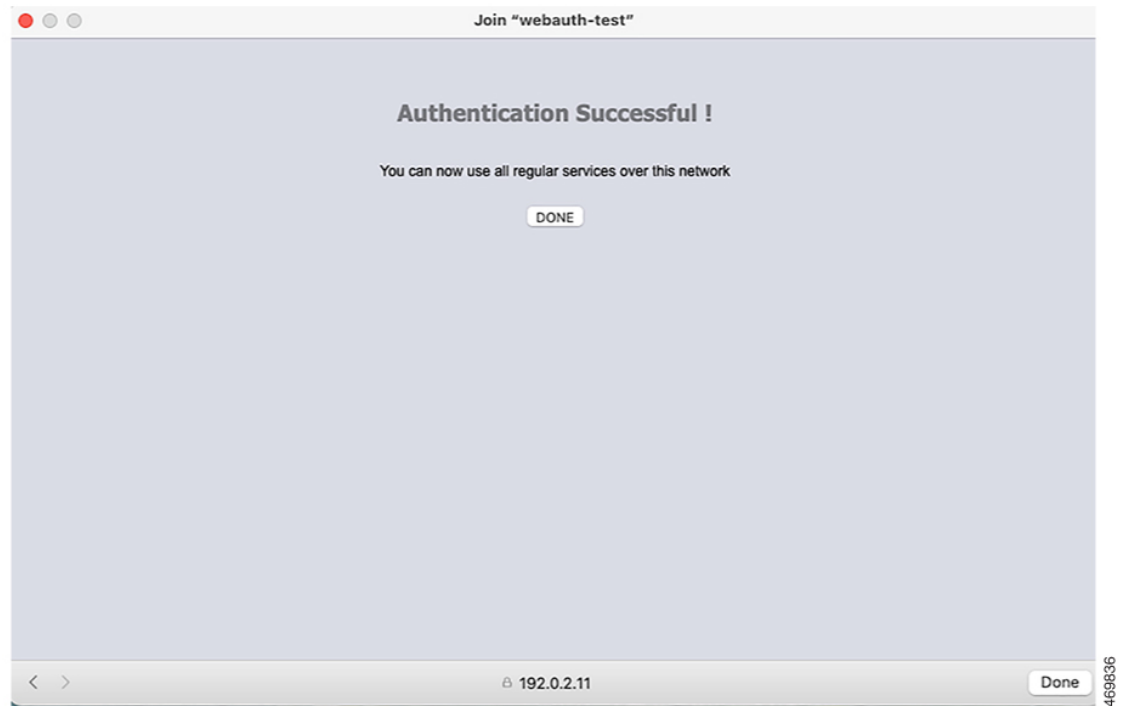 Join “webauth-test”
Authentication Successful !
You can now use all regular services over this network
DONE
192.0.2.11
Done
469836